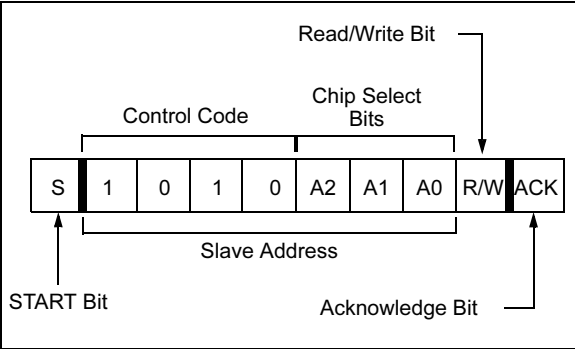 Read/Write Bit
Control Code
Chip Select
Bits
S 1 0 1 0 A2 A1 A0 R/W ACK
Slave Address
START Bit
Acknowledge Bit